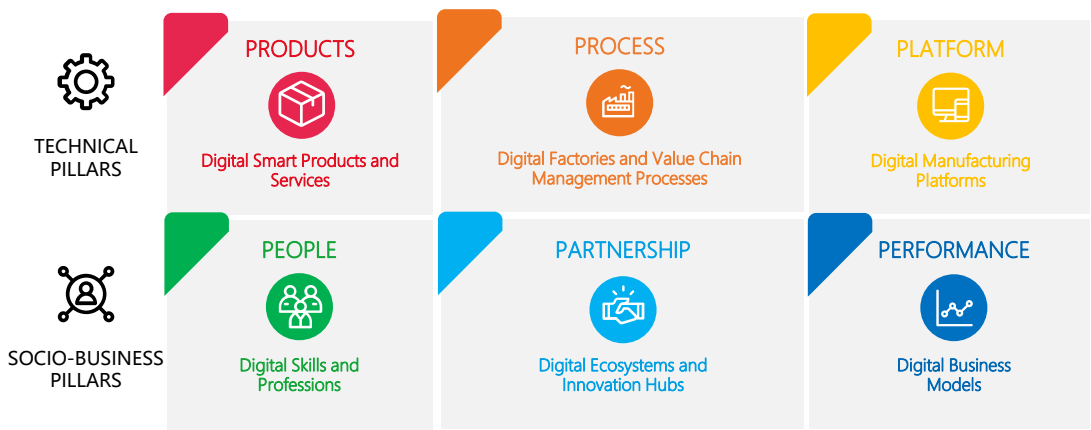 TECHNICAL
PILLARS
PRODUCTS
Digital Smart Products and
Services
PROCESS
Digital Factories and Value Chain
Management Processes
PLATFORM
Digital Manufacturing
Platforms
SOCIO-BUSINESS
PILLARS
PEOPLE
Digital Skills and
Professions
PARTNERSHIP
Digital Ecosystems and
Innovation Hubs
PERFORMANCE
Digital Business
Models